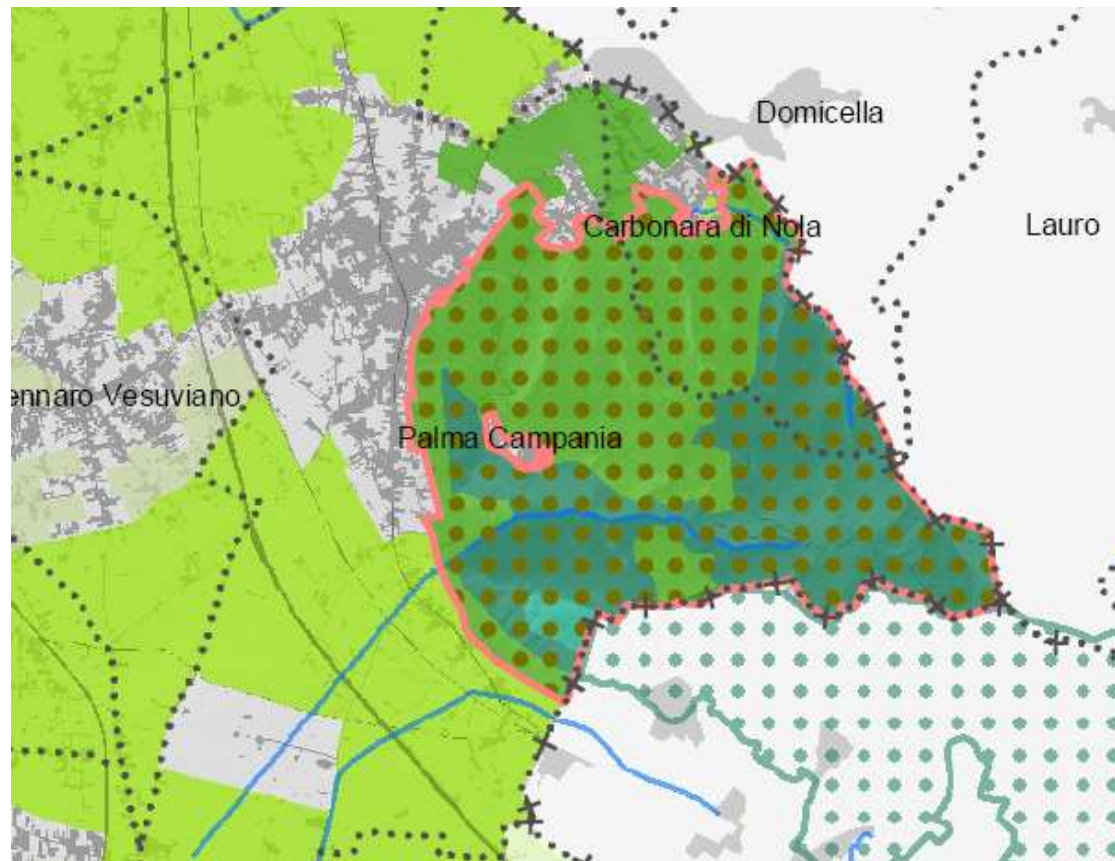 Domicella
Carbonara di Nola
Lauro
ennaro Vesuviano
Palma Campania